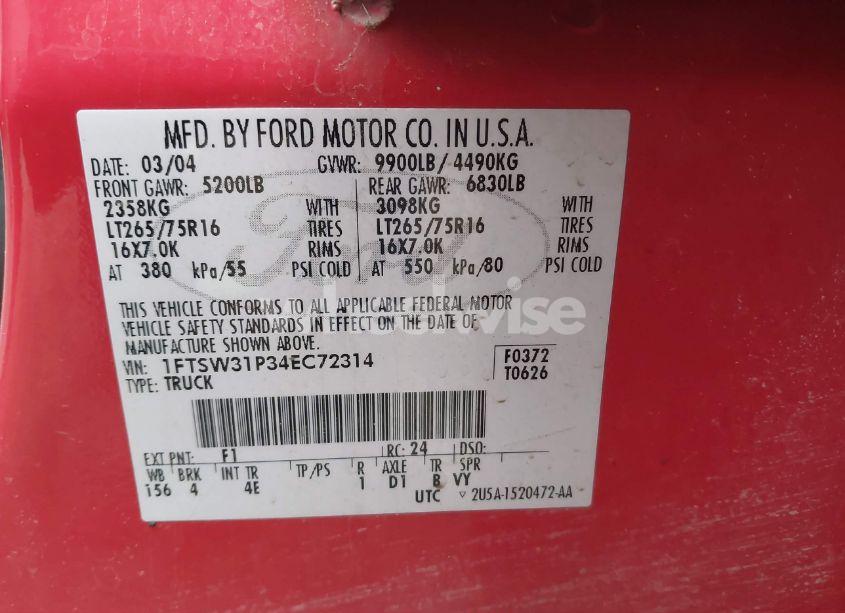 MFD. BY FORD MOTOR CO. IN U.S.A.
DATE: 03/04 GVWR: 9900LB/ 4490KG
FRONT GAWR: 5200LB REAR GAWR: 6830LB
2358KG WITH 3098KG WITH
LT265/75R16 TIRES LT265/75R16 TIRES
16X7.0K RIMS 16X7.0K RIMS
AT 380 kPa/55 PSI COLD AT 550 kPa/80 PSI COLD
THIS VEHICLE CONFORMS TO ALL APPLICABLE FEDERAL MOTOR
VEHICLE SAFETY STANDARDS IN EFFECT ON THE DATE OF
MANUFACTURE SHOWN ABOVE.
VIN: 1FTSW31P34EC72314 F0372
TYPE: TRUCK T0626
EXT PNT: F1 RC: 24 DSO:
WB BRK INT TR TP/PS R AXLE TR SPR
156 4 4E 1 D1 B VY
UTC ▽ 2U5A-1520472-AA